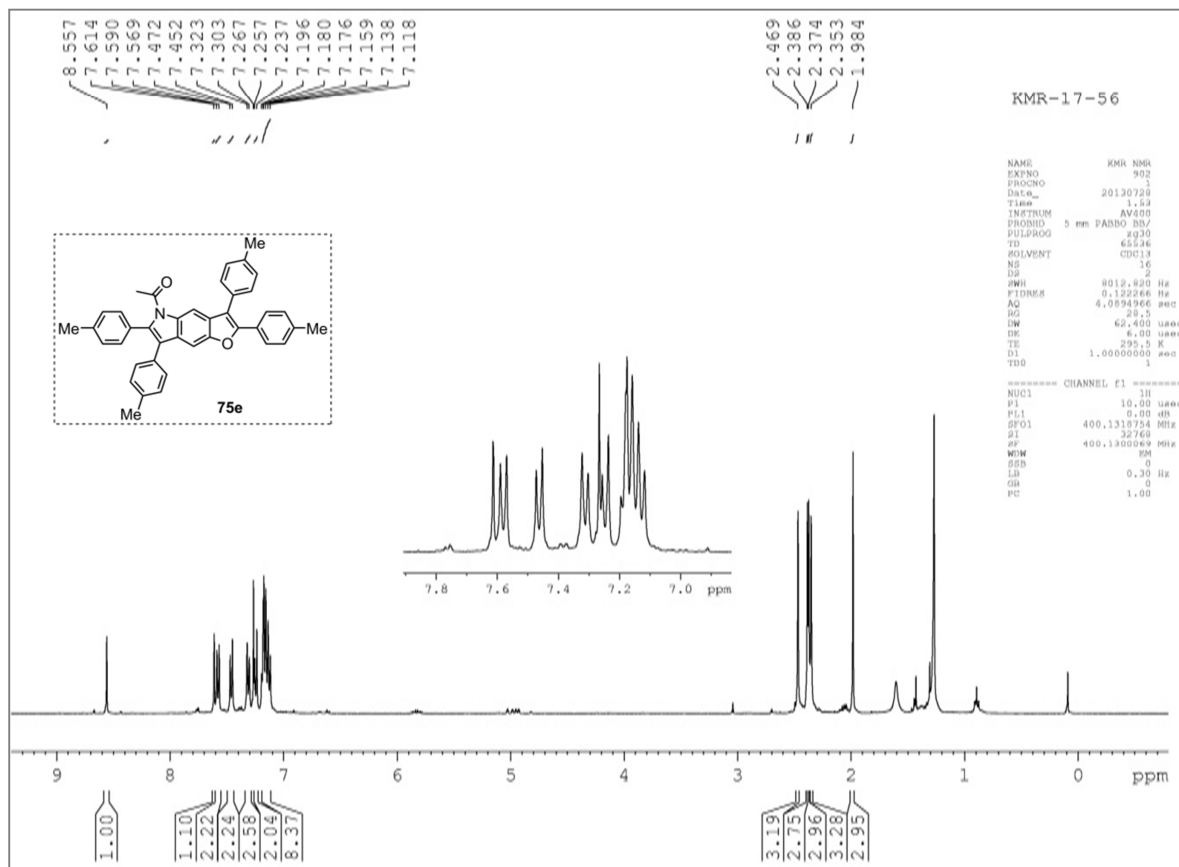 8.557
7.614
7.590
7.569
7.472
7.452
7.323
7.303
7.267
7.257
7.237
7.196
7.180
7.176
7.159
7.138
7.118
2.469
2.386
2.374
2.353
1.984
KMR-17-56
NAME KMR NMR
EXPNO 902
PROCNO 1
Date_
Time 1.53
INSTRUM AV400
PROBHD 5 mm PABBO BB/
PULPROG zg30
TD 65536
SOLVENT CDCl3
NS 16
DS 2
SWH 8012.820 Hz
FIDRES 0.122266 Hz
AQ 4.0894966 sec
RG 28.5
DW 62.400 usec
DE 6.00 usec
TE 295.5 K
D1 1.00000000 sec
TD0 1
======== CHANNEL f1 ========
NUC1 1H
P1 10.00 usec
PL1 0.00 dB
SFO1 400.1318754 MHz
SI 32768
SF 400.1300069 MHz
WDW EM
SSB 0
LB 0.30 Hz
GB 0
PC 1.00
Me
O
N
Me
Me
O
Me
75e
7.8 7.6 7.4 7.2 7.0 ppm
9 8 7 6 5 4 3 2 1 0 ppm
1.00
1.10
2.22
2.24
2.58
2.04
8.37
3.19
2.75
2.96
3.28
2.95